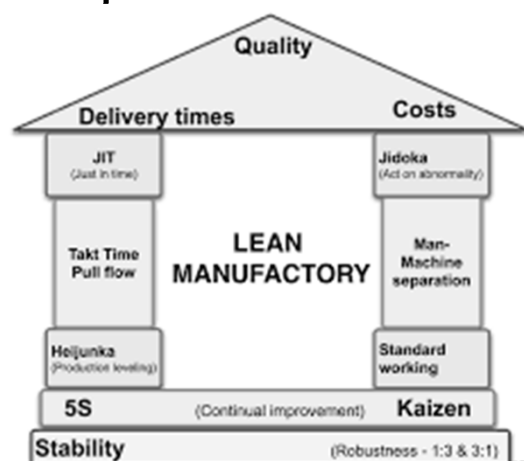 Quality
Delivery times
Costs
JIT
(Just in time)
Jidoka
(Act on abnormality)
Takt Time
Pull flow
LEAN
MANUFACTORY
Man-
Machine
separation
Heijunka
(Production leveling)
Standard
working
5S
(Continual improvement)
Kaizen
Stability
(Robustness - 1:3 & 3:1)